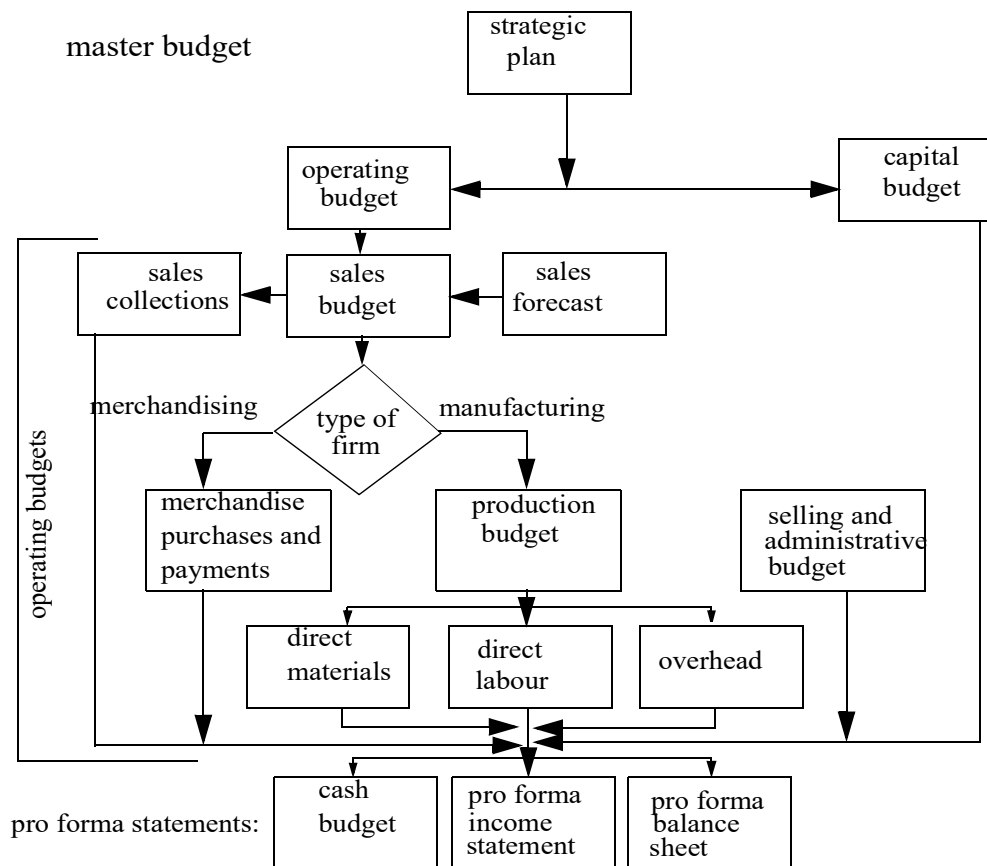 master budget
strategic
plan
operating
budget
capital
budget
sales
collections
sales
budget
sales
forecast
merchandising
type of
firm
manufacturing
operating budgets
merchandise
purchases and
payments
production
budget
selling and
administrative
budget
direct
materials
direct
labour
overhead
pro forma statements:
cash
budget
pro forma
income
statement
pro forma
balance
sheet